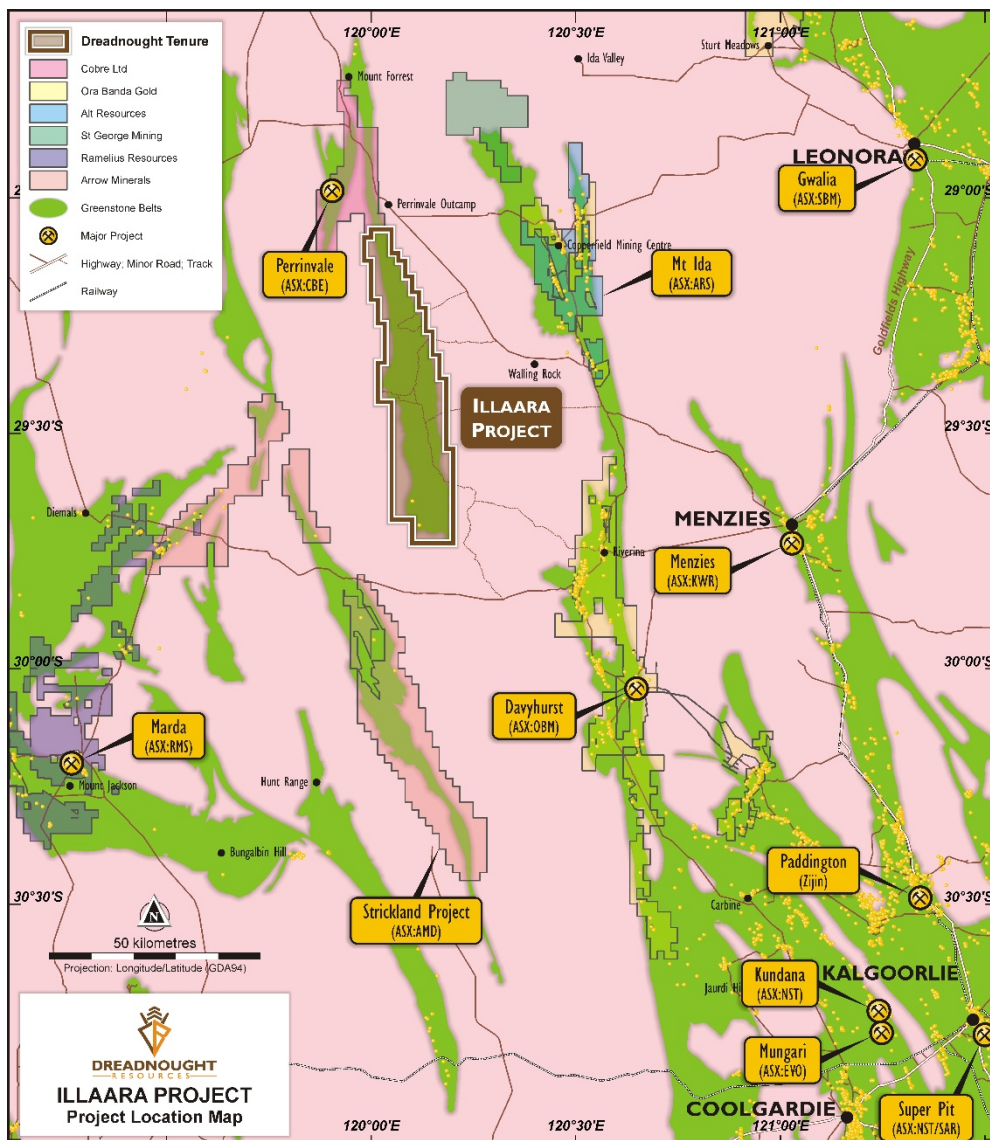 120°00'E
120°30'E
121°00'E
Dreadnought Tenure
Cobre Ltd
Ora Banda Gold
Alt Resources
St George Mining
Ramelius Resources
Arrow Minerals
Greenstone Belts
Major Project
Highway; Minor Road; Track
Railway
Mount Forrest
Ida Valley
Sturt Meadows
LEONORA
Gwalia
(ASX:SBM)
29°00'S
Perrinvale Outcamp
Perrinvale
(ASX:CBE)
Copperfield Mining Centre
Mt Ida
(ASX:ARS)
Goldfields Highway
Walling Rock
ILLAARA
PROJECT
29°30'S
29°30'S
Diemals
MENZIES
Menzies
(ASX:KWR)
Riverina
30°00'S
30°00'S
Davyhurst
(ASX:OBM)
Marda
(ASX:RMS)
Mount Jackson
Hunt Range
Bungalbin Hill
Strickland Project
(ASX:AMD)
Paddington
(Zijin)
30°30'S
30°30'S
Carbine
N
50 kilometres
Projection: Longitude/Latitude (GDA94)
Kundana
(ASX:NST)
KALGOORLIE
Jaurdi
Mungari
(ASX:EVO)
COOLGARDIE
Super Pit
(ASX:NST/SAR)
DREADNOUGHT
RESOURCES
ILLAARA PROJECT
Project Location Map
120°00'E
120°30'E
121°00'E